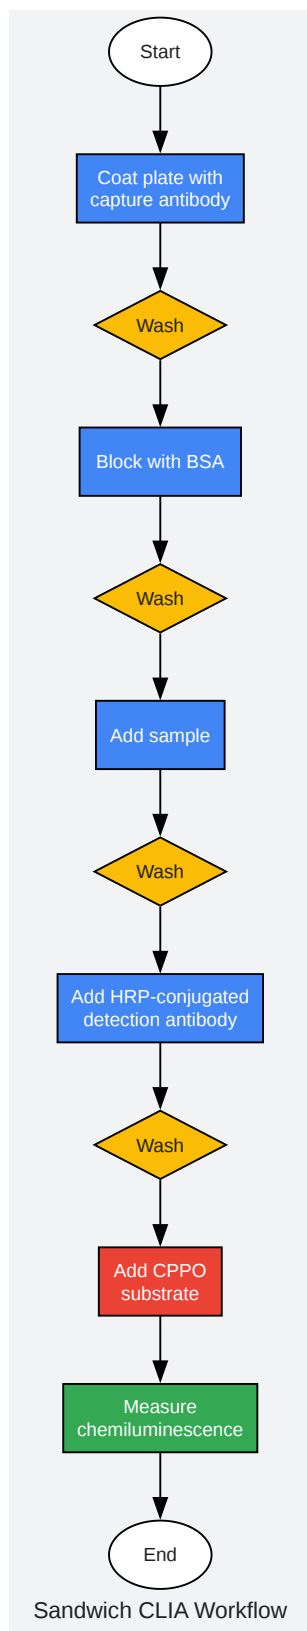 Start
Coat plate with
capture antibody
Wash
Block with BSA
Wash
Add sample
Wash
Add HRP-conjugated
detection antibody
Wash
Add CPPO
substrate
Measure
chemiluminescence
End
Sandwich CLIA Workflow